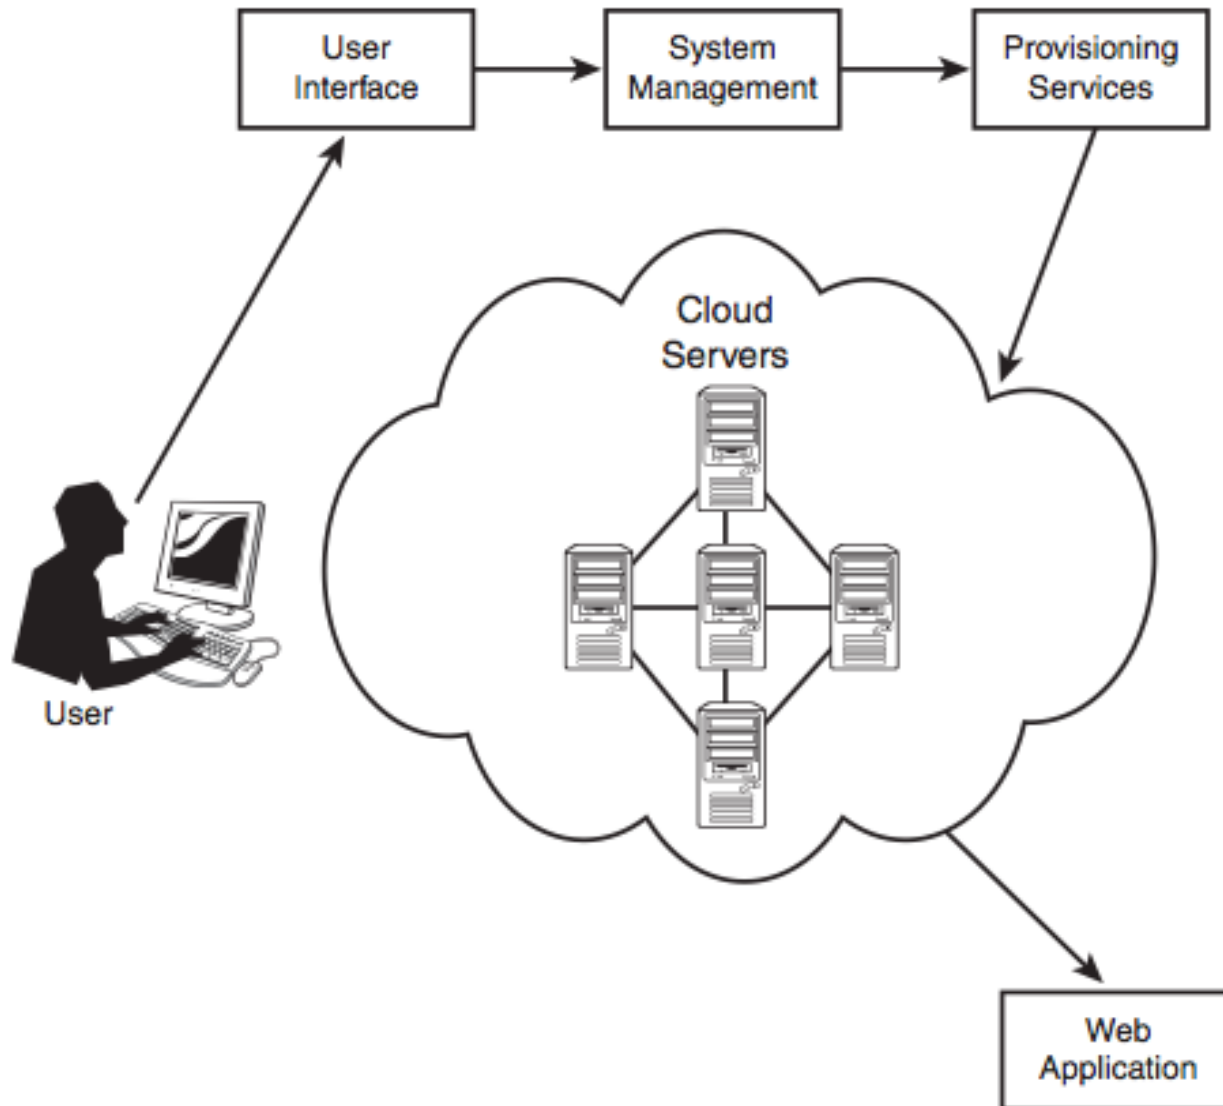 User
Interface
System
Management
Provisioning
Services
Cloud
Servers
User
Web
Application